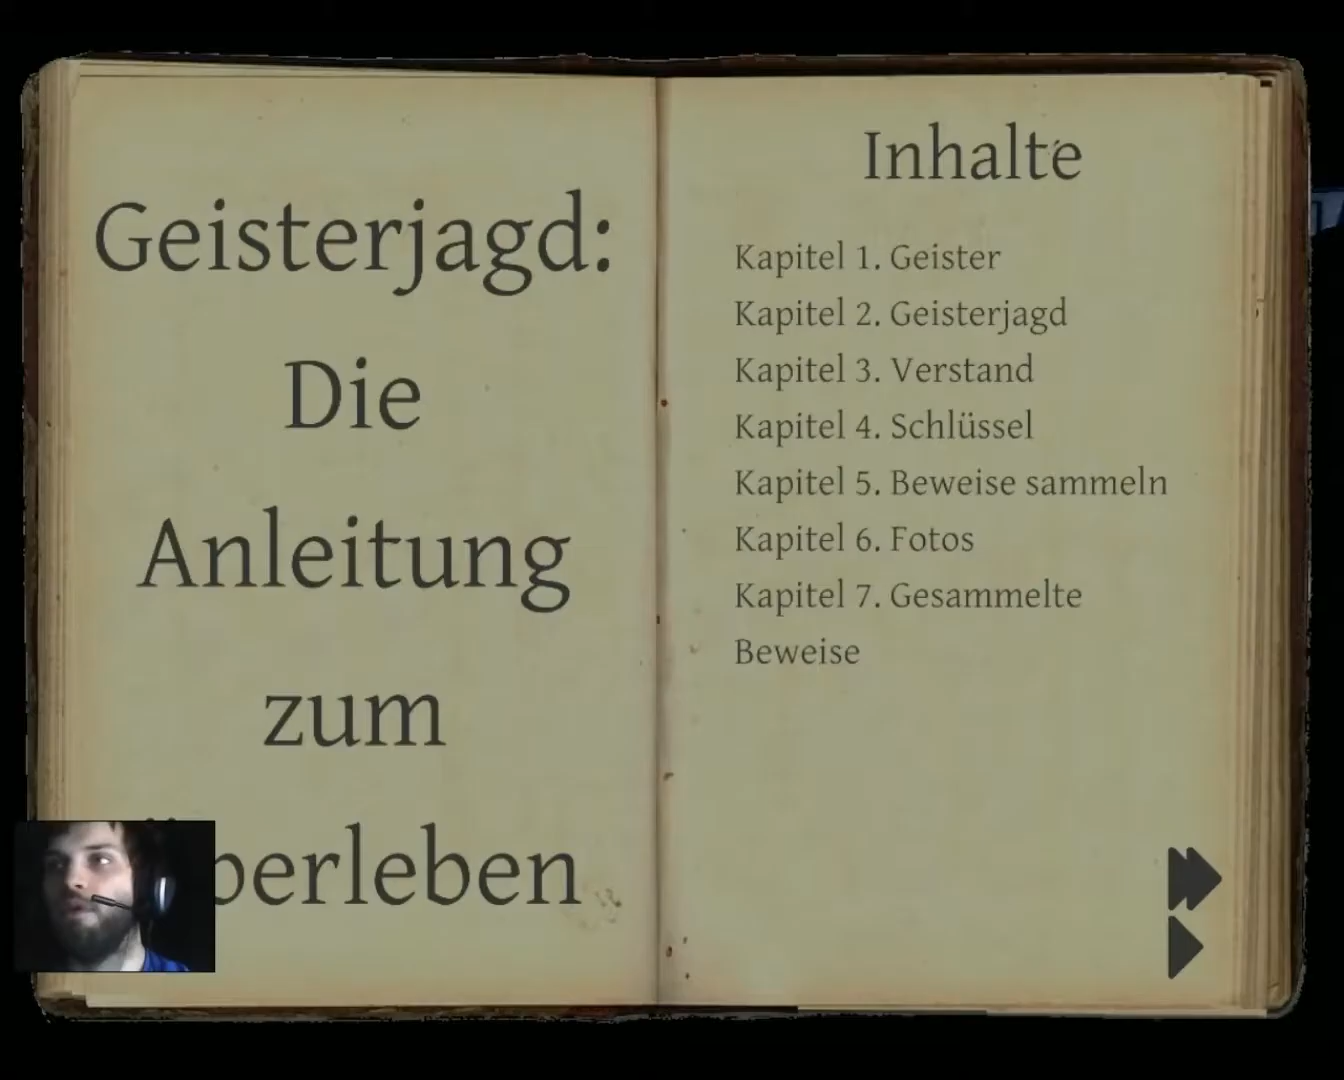 Geisterjagd:
Die
Anleitung
zum
Inhalte
Kapitel 1. Geister
Kapitel 2. Geisterjagd
Kapitel 3. Verstand
Kapitel 4. Schlüssel
Kapitel 5. Beweise sammeln
Kapitel 6. Fotos
Kapitel 7. Gesammelte
Beweise